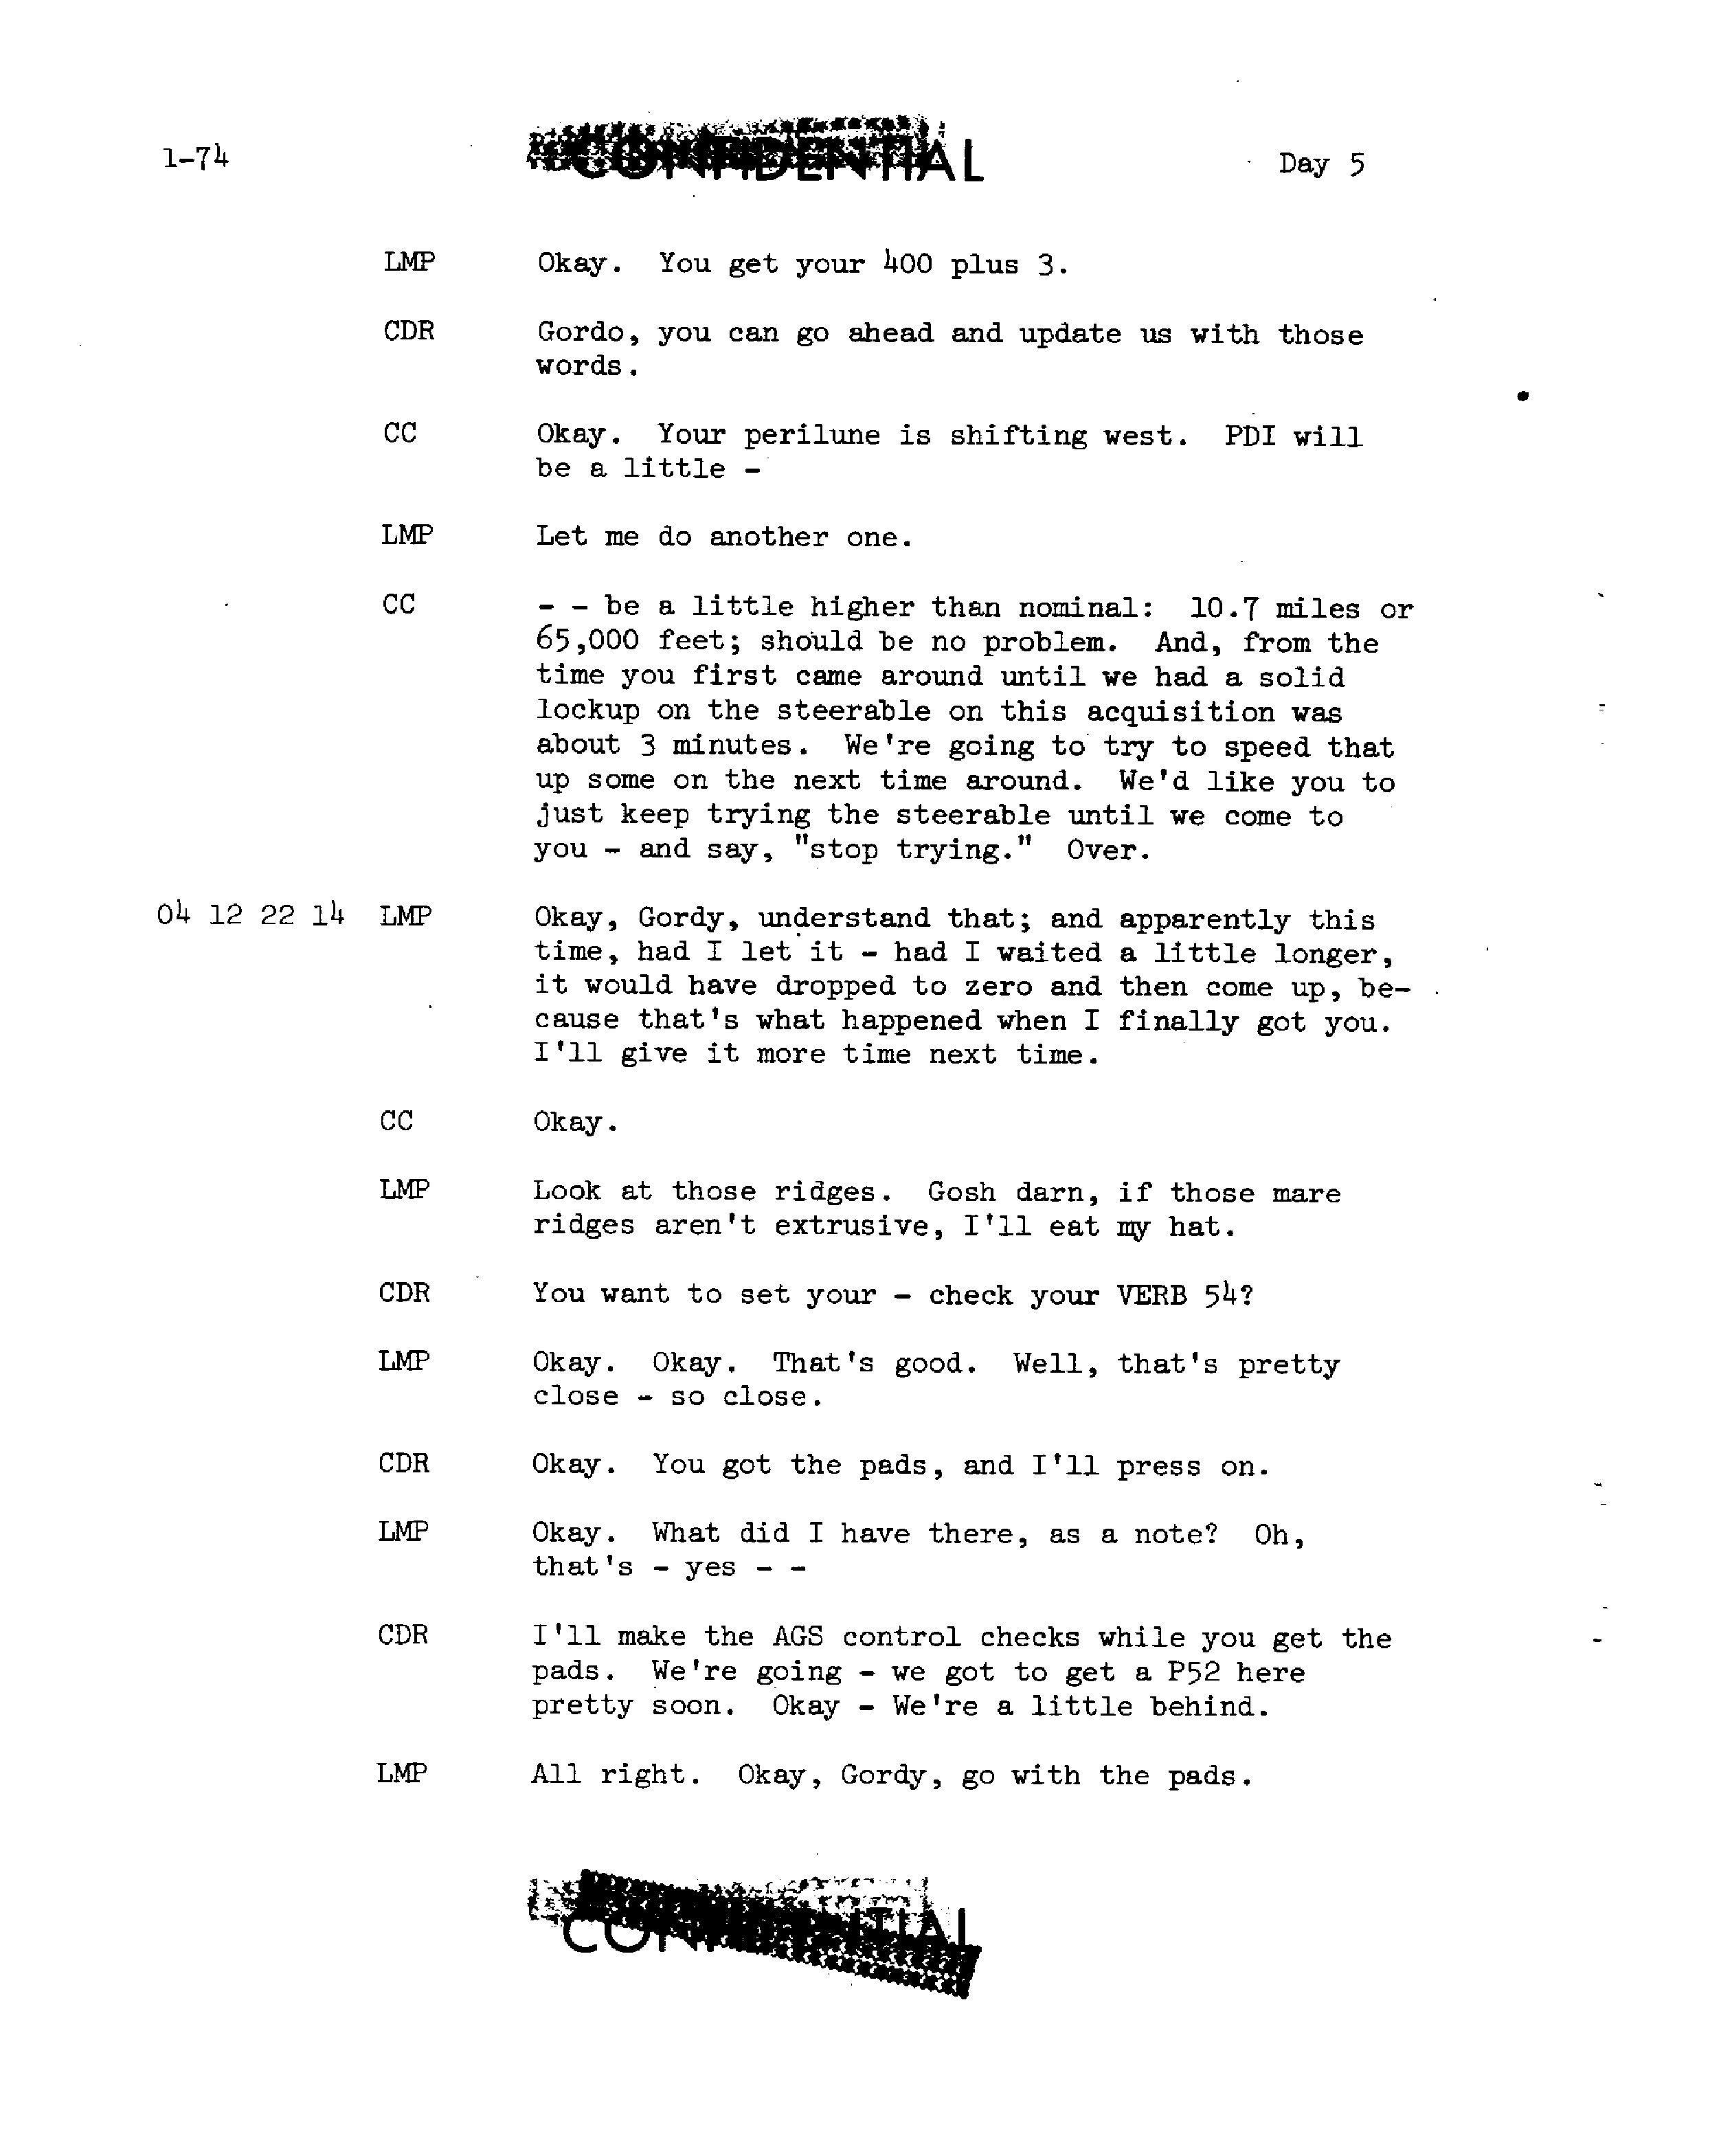 1-74
CONFIDENTIAL
Day 5
LMP Okay. You get your 400 plus 3.
CDR Gordo, you can go ahead and update us with those
words.
CC Okay. Your perilune is shifting west. PDI will
be a little -
LMP Let me do another one.
CC - - be a little higher than nominal: 10.7 miles or
65,000 feet; should be no problem. And, from the
time you first came around until we had a solid
lockup on the steerable on this acquisition was
about 3 minutes. We're going to try to speed that
up some on the next time around. We'd like you to
just keep trying the steerable until we come to
you - and say, "stop trying." Over.
04 12 22 14 LMP Okay, Gordy, understand that; and apparently this
time, had I let it - had I waited a little longer,
it would have dropped to zero and then come up, be-
cause that's what happened when I finally got you.
I'll give it more time next time.
CC Okay.
LMP Look at those ridges. Gosh darn, if those mare
ridges aren't extrusive, I'll eat my hat.
CDR You want to set your - check your VERB 54?
LMP Okay. Okay. That's good. Well, that's pretty
close - so close.
CDR Okay. You got the pads, and I'll press on.
LMP Okay. What did I have there, as a note? Oh,
that's - yes - -
CDR I'll make the AGS control checks while you get the
pads. We're going - we got to get a P52 here
pretty soon. Okay - We're a little behind.
LMP All right. Okay, Gordy, go with the pads.
CONFIDENTIAL